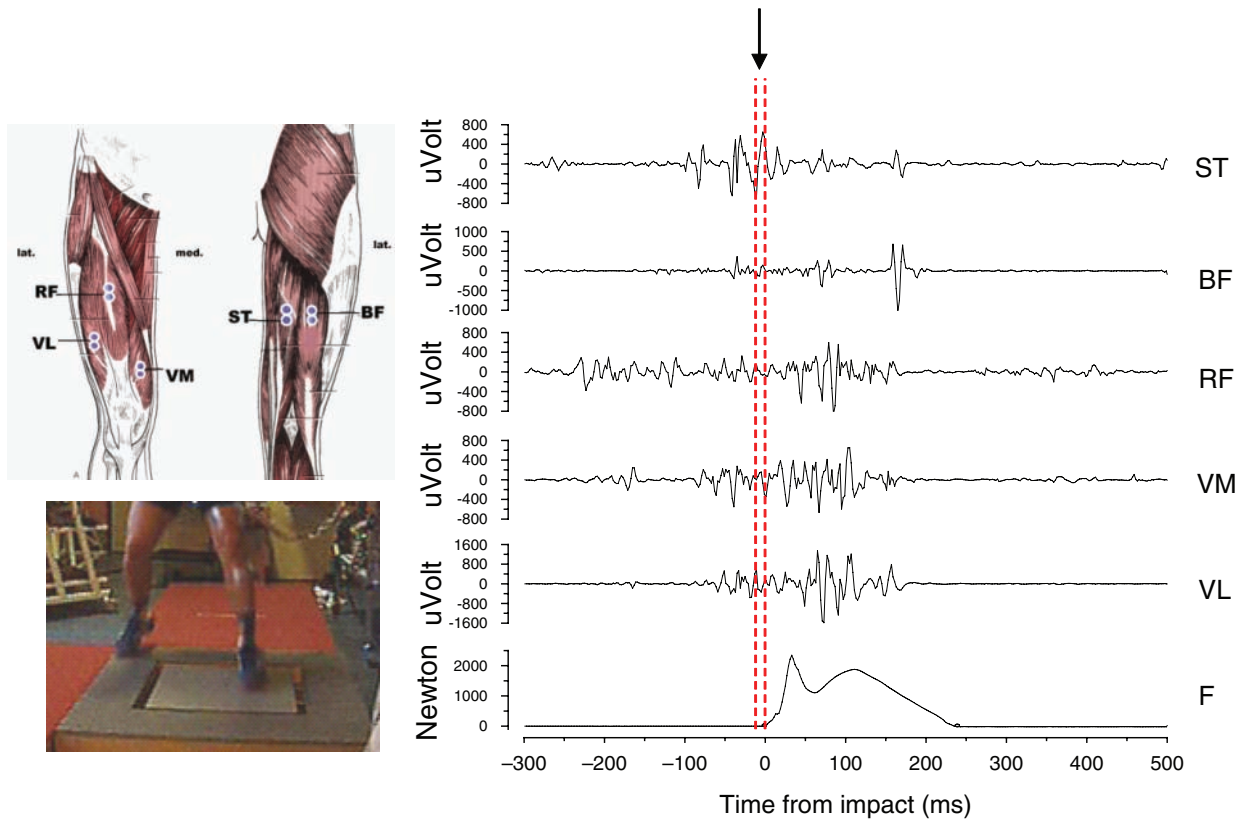 lat.
med.
lat.
RF
VL
VM
ST
BF
A
uVolt
800
400
0
-400
-800
ST
uVolt
1000
500
0
-500
-1000
BF
uVolt
800
400
0
-400
-800
RF
uVolt
800
400
0
-400
-800
VM
uVolt
1600
800
0
-800
-1600
VL
Newton
2000
1000
0
F
–300 –200 –100 0 100 200 300 400 500
Time from impact (ms)